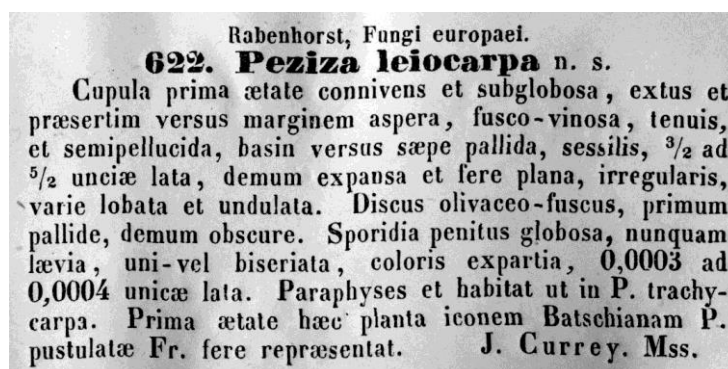 Rabenhorst, Fungi europaei.
622. Peziza leiocarpa n. s.
Cupula prima ætate connivens et subglobosa, extus et
præsertim versus marginem aspera, fusco-vinosa, tenuis,
et semipellucida, basin versus sæpe pallida, sessilis, 3/2 ad
5/2 unciæ lata, demum expansa et fere plana, irregularis,
varie lobata et undulata. Discus olivaceo-fuscus, primum
pallide, demum obscure. Sporidia penitus globosa, nunquam
lævia, uni-vel biseriata, coloris expartia, 0,0003 ad
0,0004 unicæ lata. Paraphyses et habitat ut in P. trachy-
carpa. Prima ætate hæc planta iconem Batschianam P.
pustulatæ Fr. fere repræsentat. J. Currey. Mss.